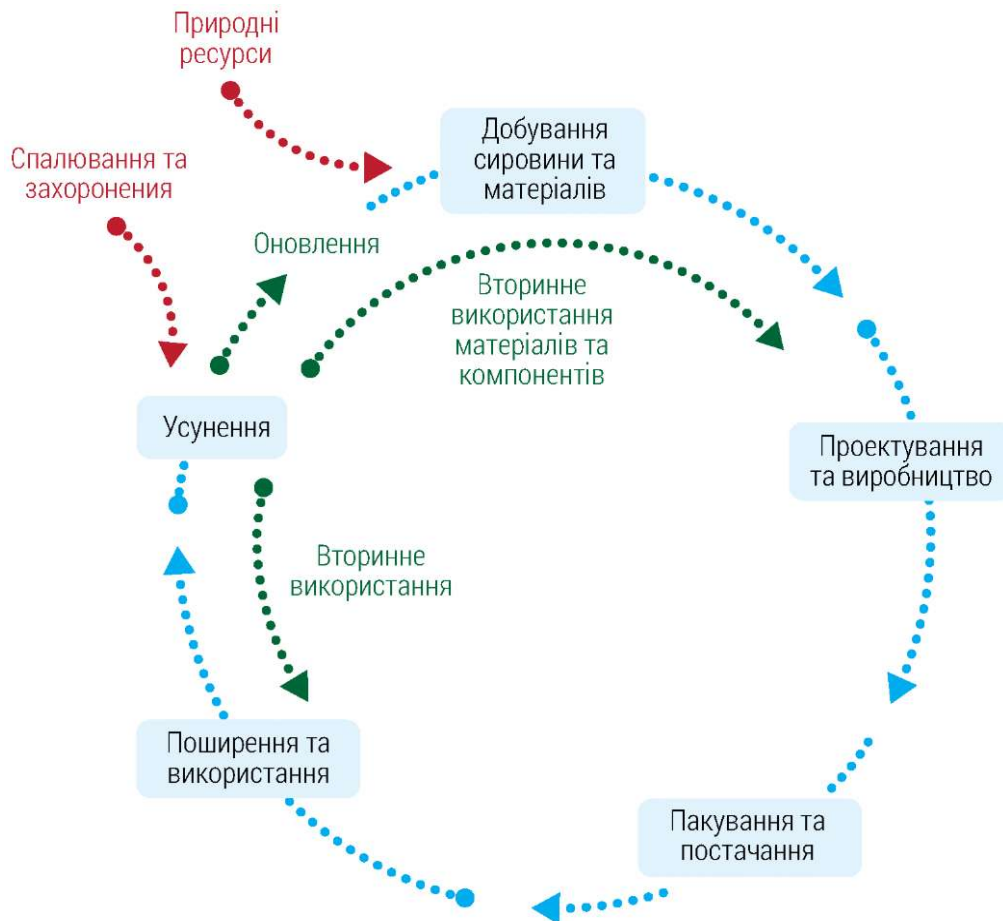 Природні
ресурси
Добування
сировини та
матеріалів
Спалювання та
захоронения
Оновлення
Вторинне
використання
матеріалів та
компонентів
Усунення
Проектування
та виробництво
Вторинне
використання
Поширення та
використання
Пакування та
постачання